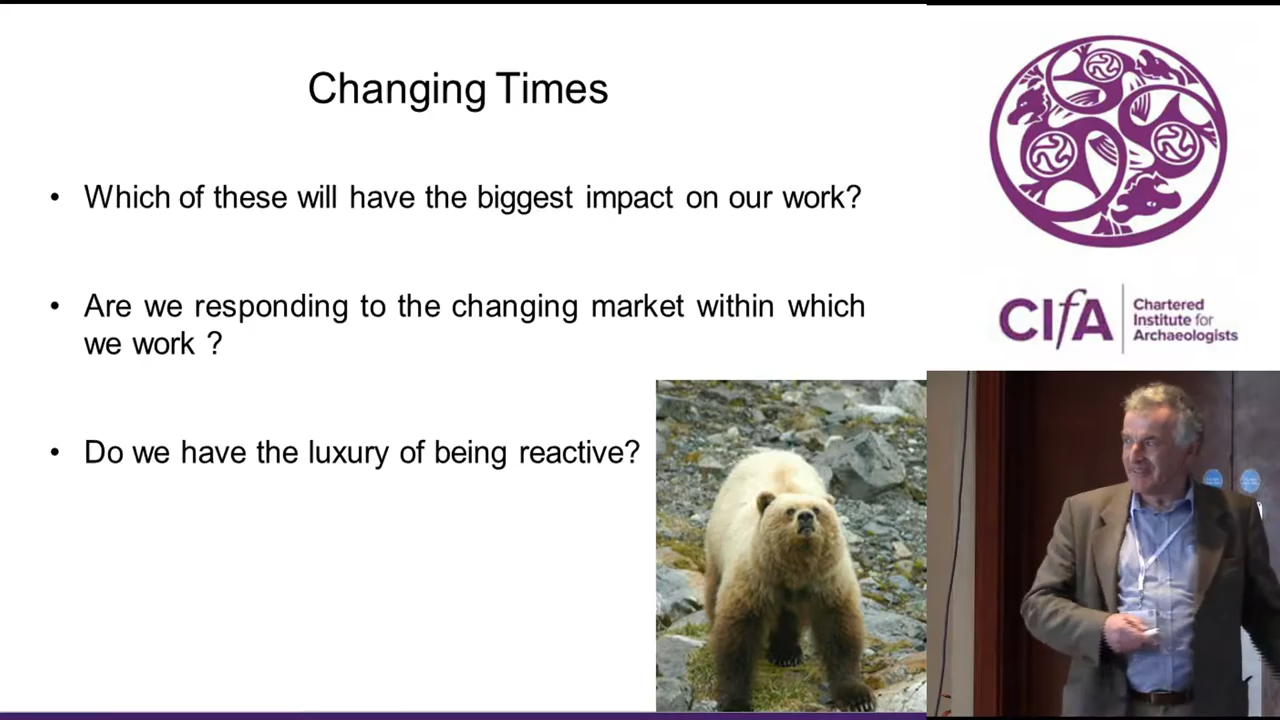 Changing Times
• Which of these will have the biggest impact on our work?
• Are we responding to the changing market within which
we work ?
• Do we have the luxury of being reactive?
CIfA
Chartered
Institute for
Archaeologists